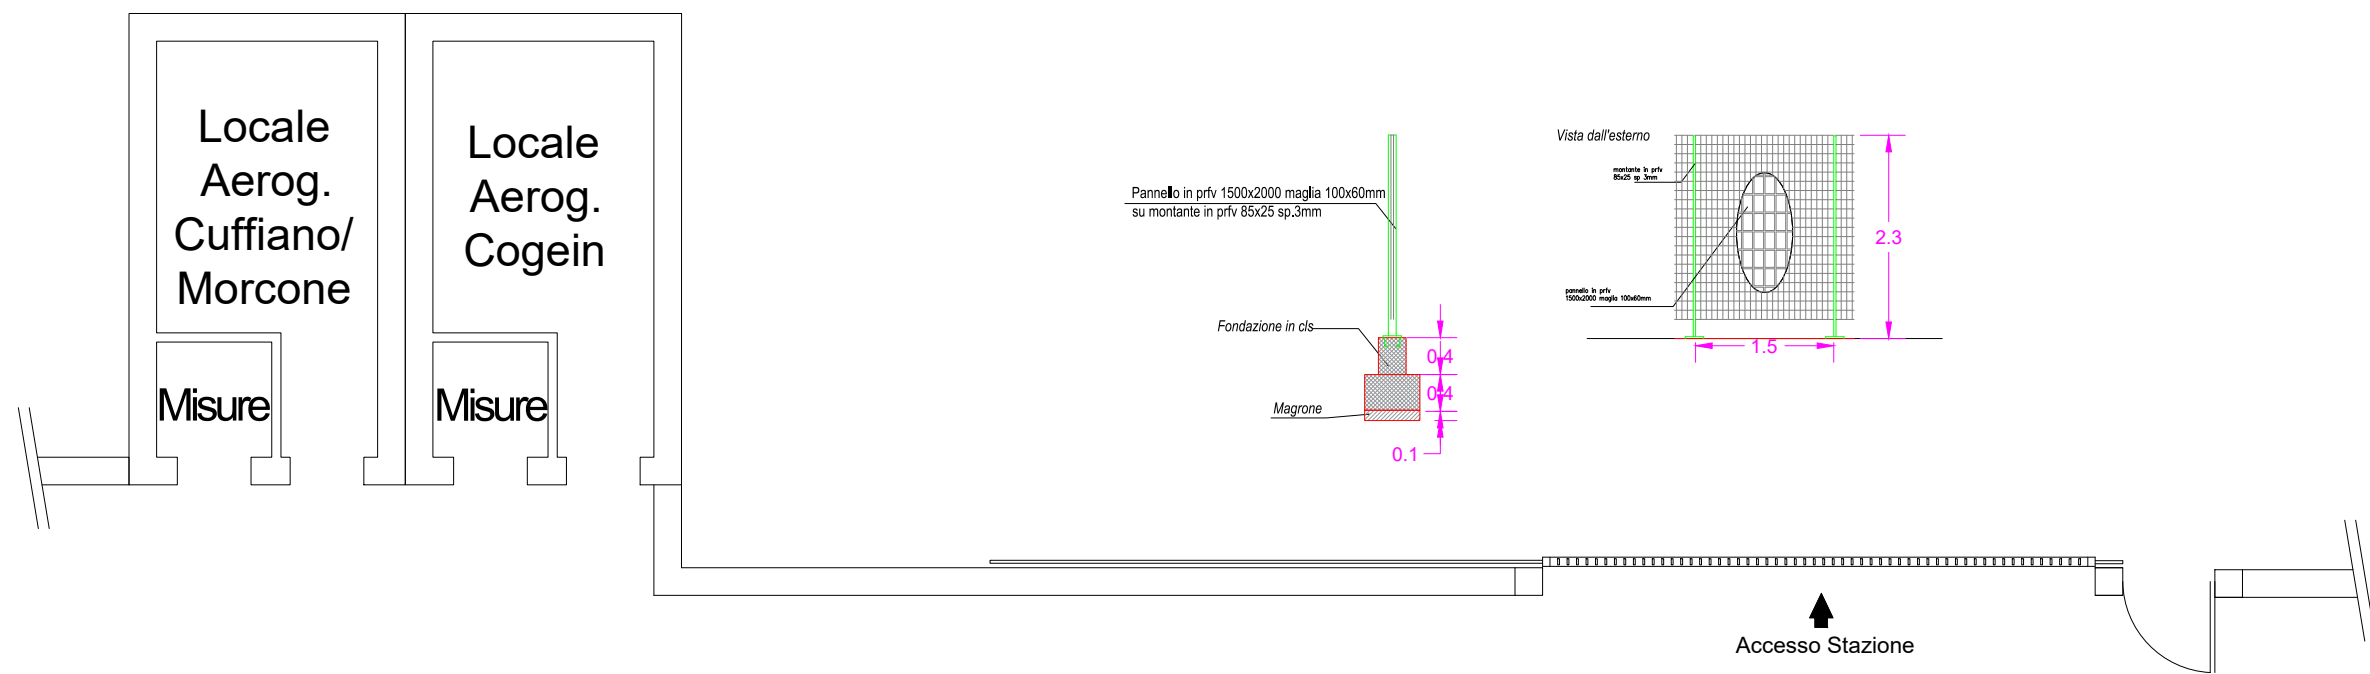 Locale
Aerog.
Cuffiano/
Morcone
Misure
Locale
Aerog.
Cogein
Misure
Pannello in prfv 1500x2000 maglia 100x60mm
su montante in prfv 85x25 sp.3mm
Fondazione in cls
Magrone
0.4
0.4
0.1
Vista dall'esterno
montante in prfv
85x25 sp 3mm
pannello in prfv
1500x2000 maglia 100x60mm
2.3
1.5
Accesso Stazione